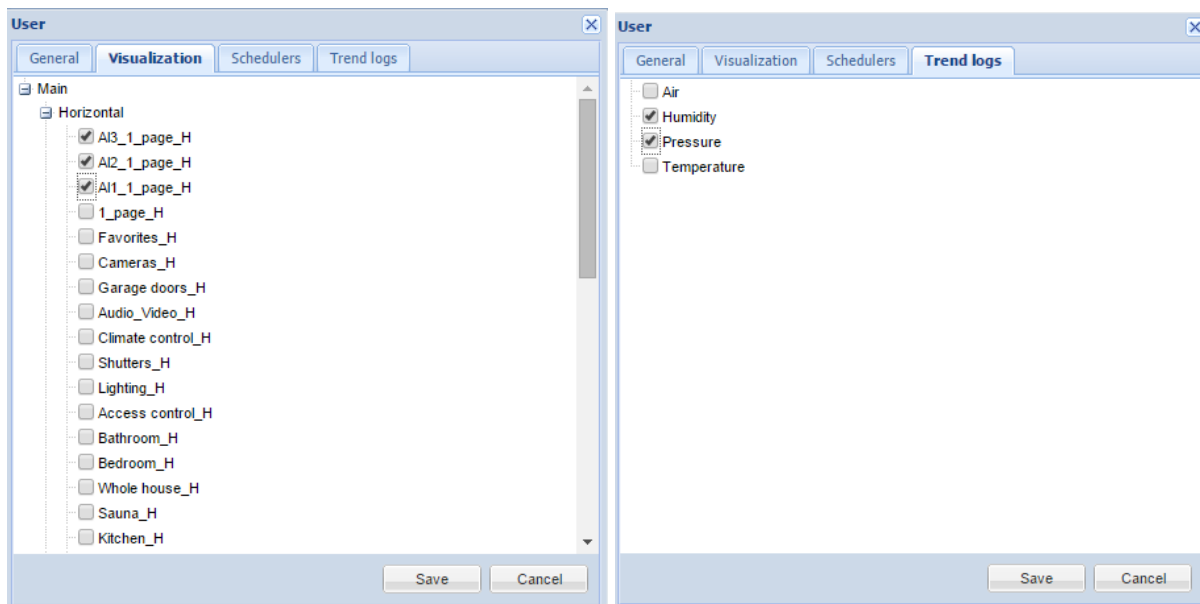 User
General Visualization Schedulers Trend logs
Main
Horizontal
AI3_1_page_H
AI2_1_page_H
AI1_1_page_H
1_page_H
Favorites_H
Cameras_H
Garage doors_H
Audio_Video_H
Climate control_H
Shutters_H
Lighting_H
Access control_H
Bathroom_H
Bedroom_H
Whole house_H
Sauna_H
Kitchen_H
Save Cancel
User
General Visualization Schedulers Trend logs
Air
Humidity
Pressure
Temperature
Save Cancel